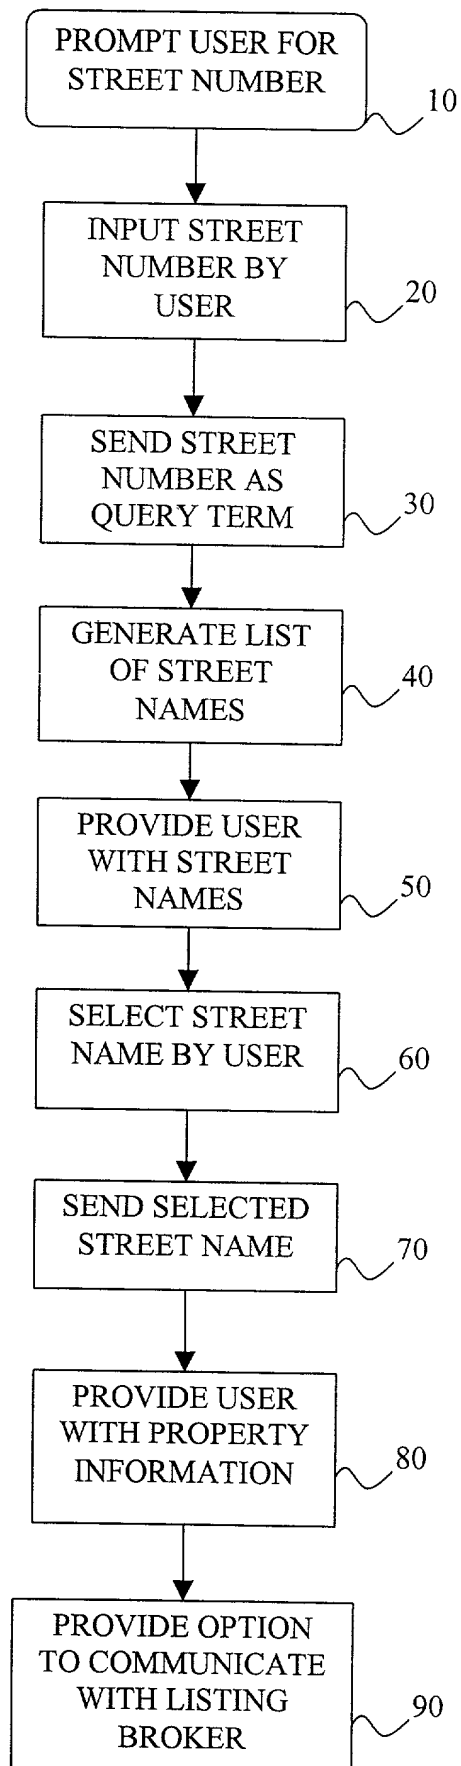 PROMPT USER FOR
STREET NUMBER
10
INPUT STREET
NUMBER BY
USER
20
SEND STREET
NUMBER AS
QUERY TERM
30
GENERATE LIST
OF STREET
NAMES
40
PROVIDE USER
WITH STREET
NAMES
50
SELECT STREET
NAME BY USER
60
SEND SELECTED
STREET NAME
70
PROVIDE USER
WITH PROPERTY
INFORMATION
80
PROVIDE OPTION
TO COMMUNICATE
WITH LISTING
BROKER
90